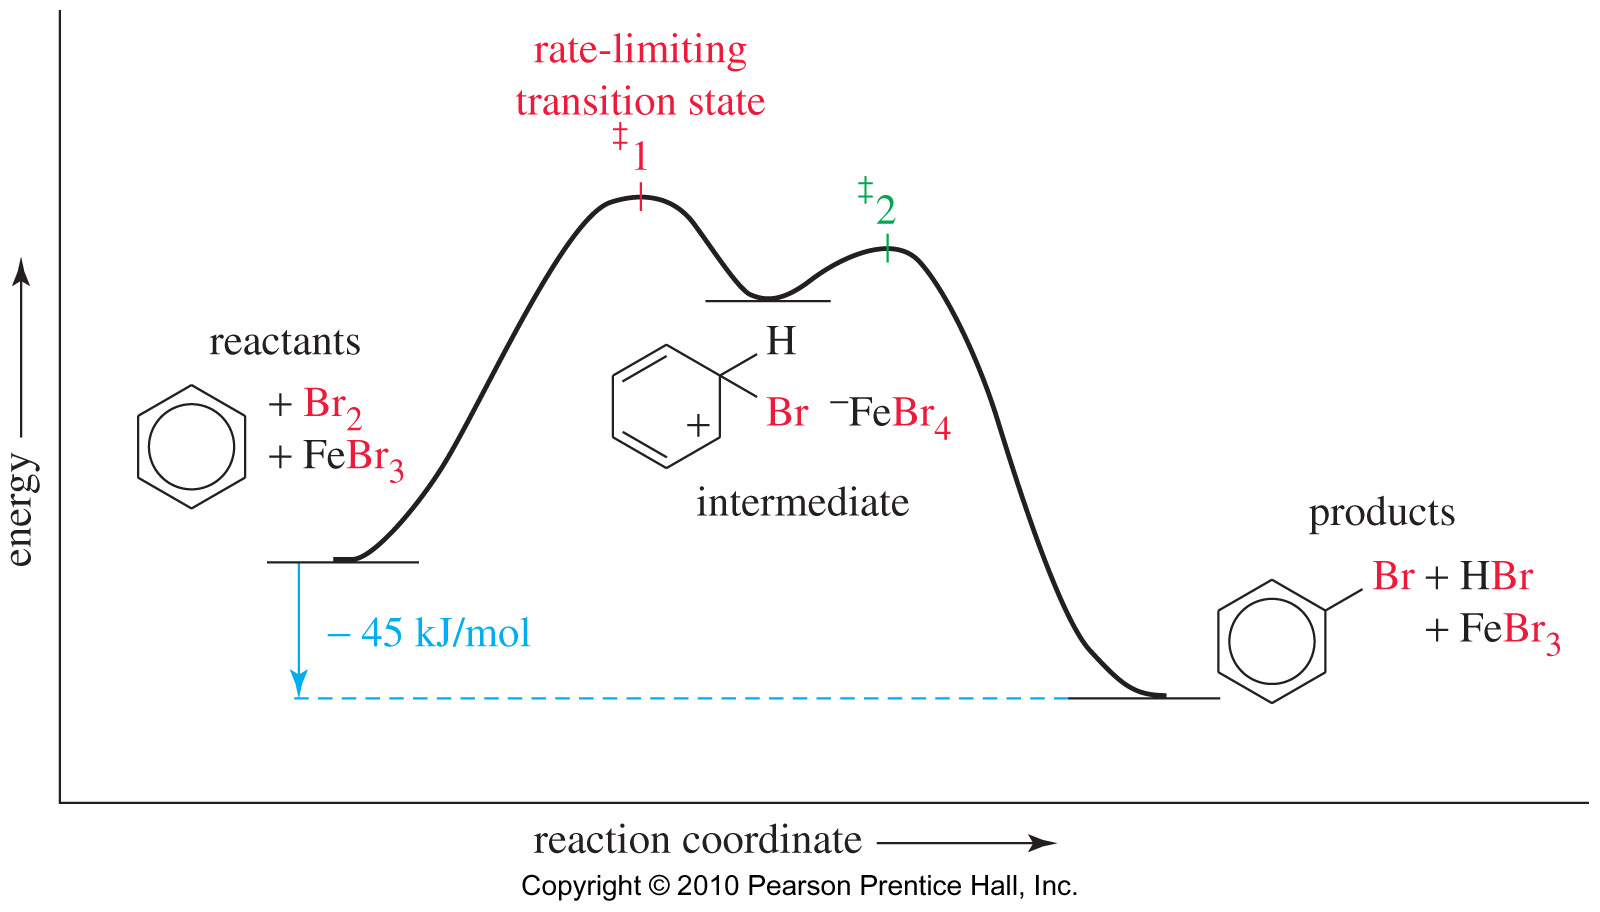 rate-limiting
transition state
‡1
‡2
reactants
+ Br2
+ FeBr3
H
Br −FeBr4
+
intermediate
products
Br + HBr
+ FeBr3
− 45 kJ/mol
energy
reaction coordinate
Copyright © 2010 Pearson Prentice Hall, Inc.